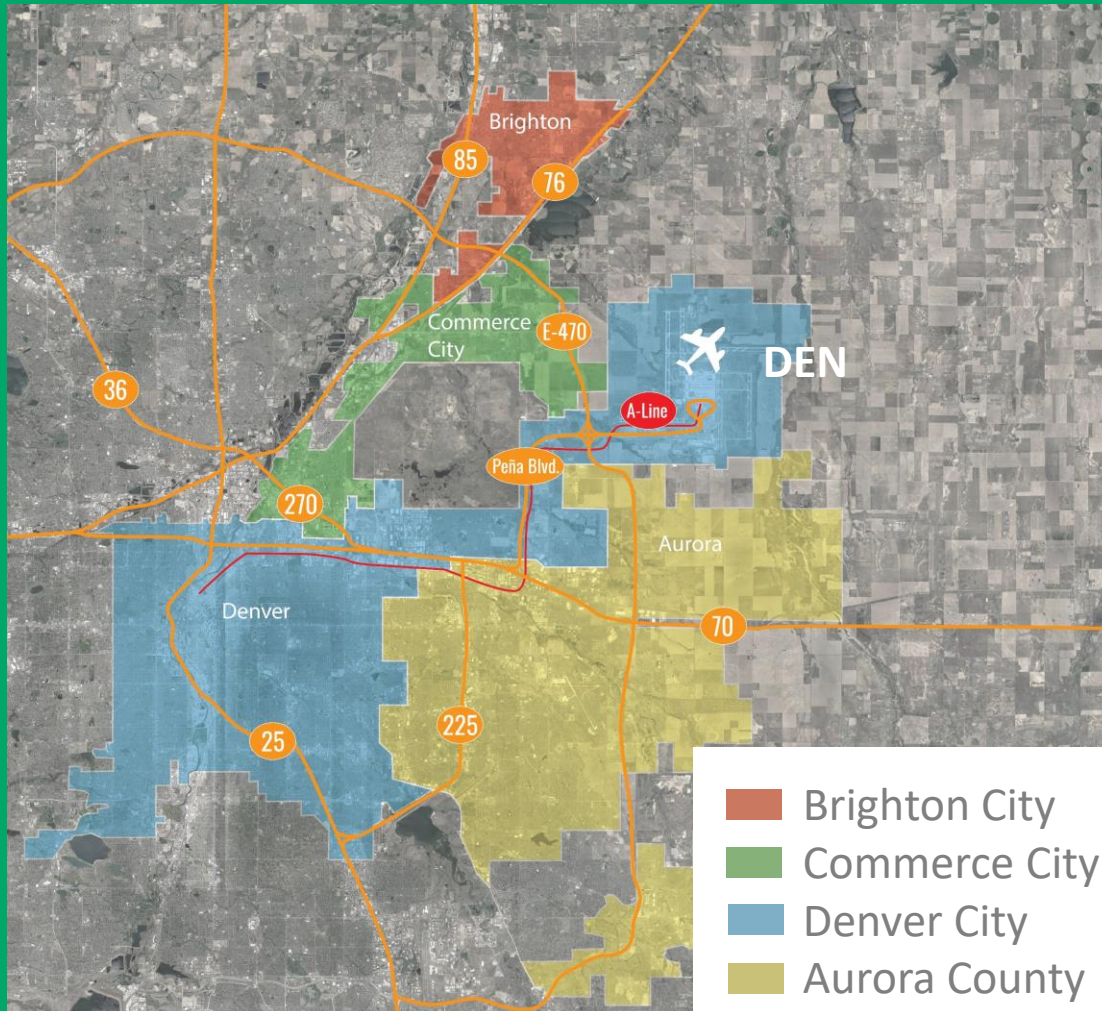 Brighton
85
76
Commerce
City
E-470
DEN
36
A-Line
Peña Blvd.
270
Aurora
Denver
70
225
25
Brighton City
Commerce City
Denver City
Aurora County